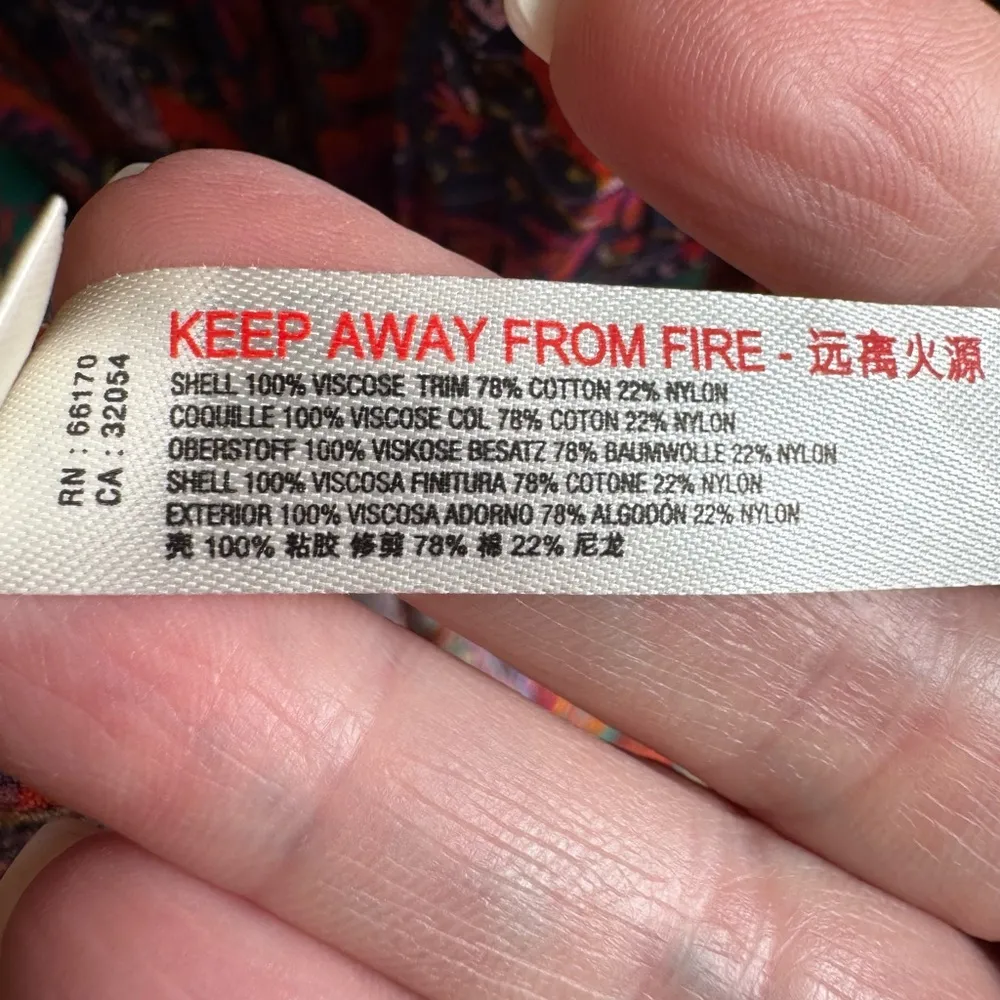 KEEP AWAY FROM FIRE - 远离火源
SHELL 100% VISCOSE TRIM 78% COTTON 22% NYLON
COQUILLE 100% VISCOSE COL 78% COTON 22% NYLON
OBERSTOFF 100% VISKOSE BESATZ 78% BAUMWOLLE 22% NYLON
SHELL 100% VISCOSA FINITURA 78% COTONE 22% NYLON
EXTERIOR 100% VISCOSA ADORNO 78% ALGODÓN 22% NYLON
壳 100% 粘胶 修剪 78% 棉 22% 尼龙
RN : 66170
CA : 32054